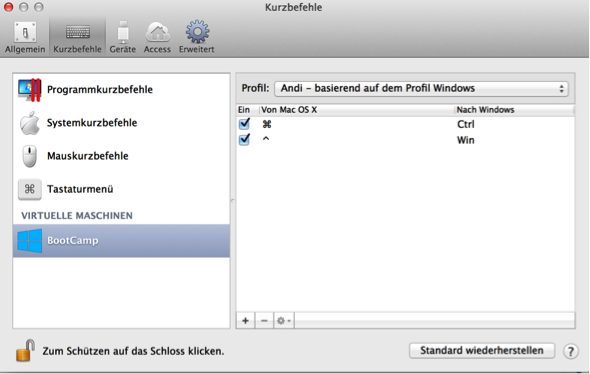 Kurzbefehle
Allgemein Kurzbefehle Geräte Access Erweitert
Programmkurzbefehle
Systemkurzbefehle
Mauskurzbefehle
⌘ Tastaturmenü
VIRTUELLE MASCHINEN
BootCamp
Profil: Andi – basierend auf dem Profil Windows
Ein Von Mac OS X Nach Windows
⌘ Ctrl
^ Win
+ −
Zum Schützen auf das Schloss klicken.
Standard wiederherstellen ?